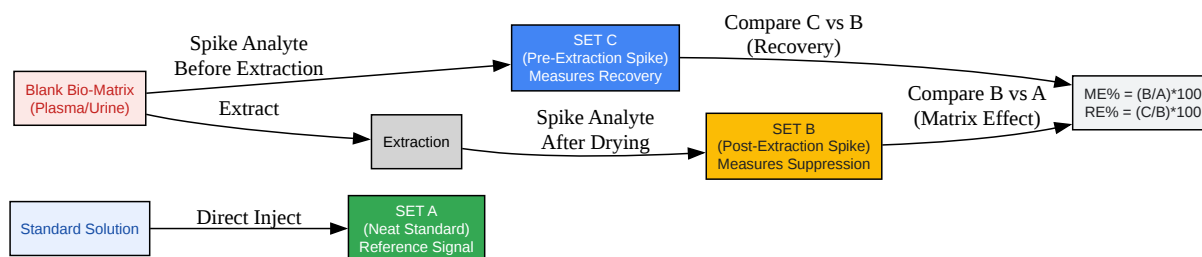 Blank Bio-Matrix
(Plasma/Urine)
Spike Analyte
Before Extraction
Extract
SET C
(Pre-Extraction Spike)
Measures Recovery
Compare C vs B
(Recovery)
Extraction
Spike Analyte
After Drying
SET B
(Post-Extraction Spike)
Measures Suppression
Compare B vs A
(Matrix Effect)
ME% = (B/A)*100
RE% = (C/B)*100
Standard Solution
Direct Inject
SET A
(Neat Standard)
Reference Signal